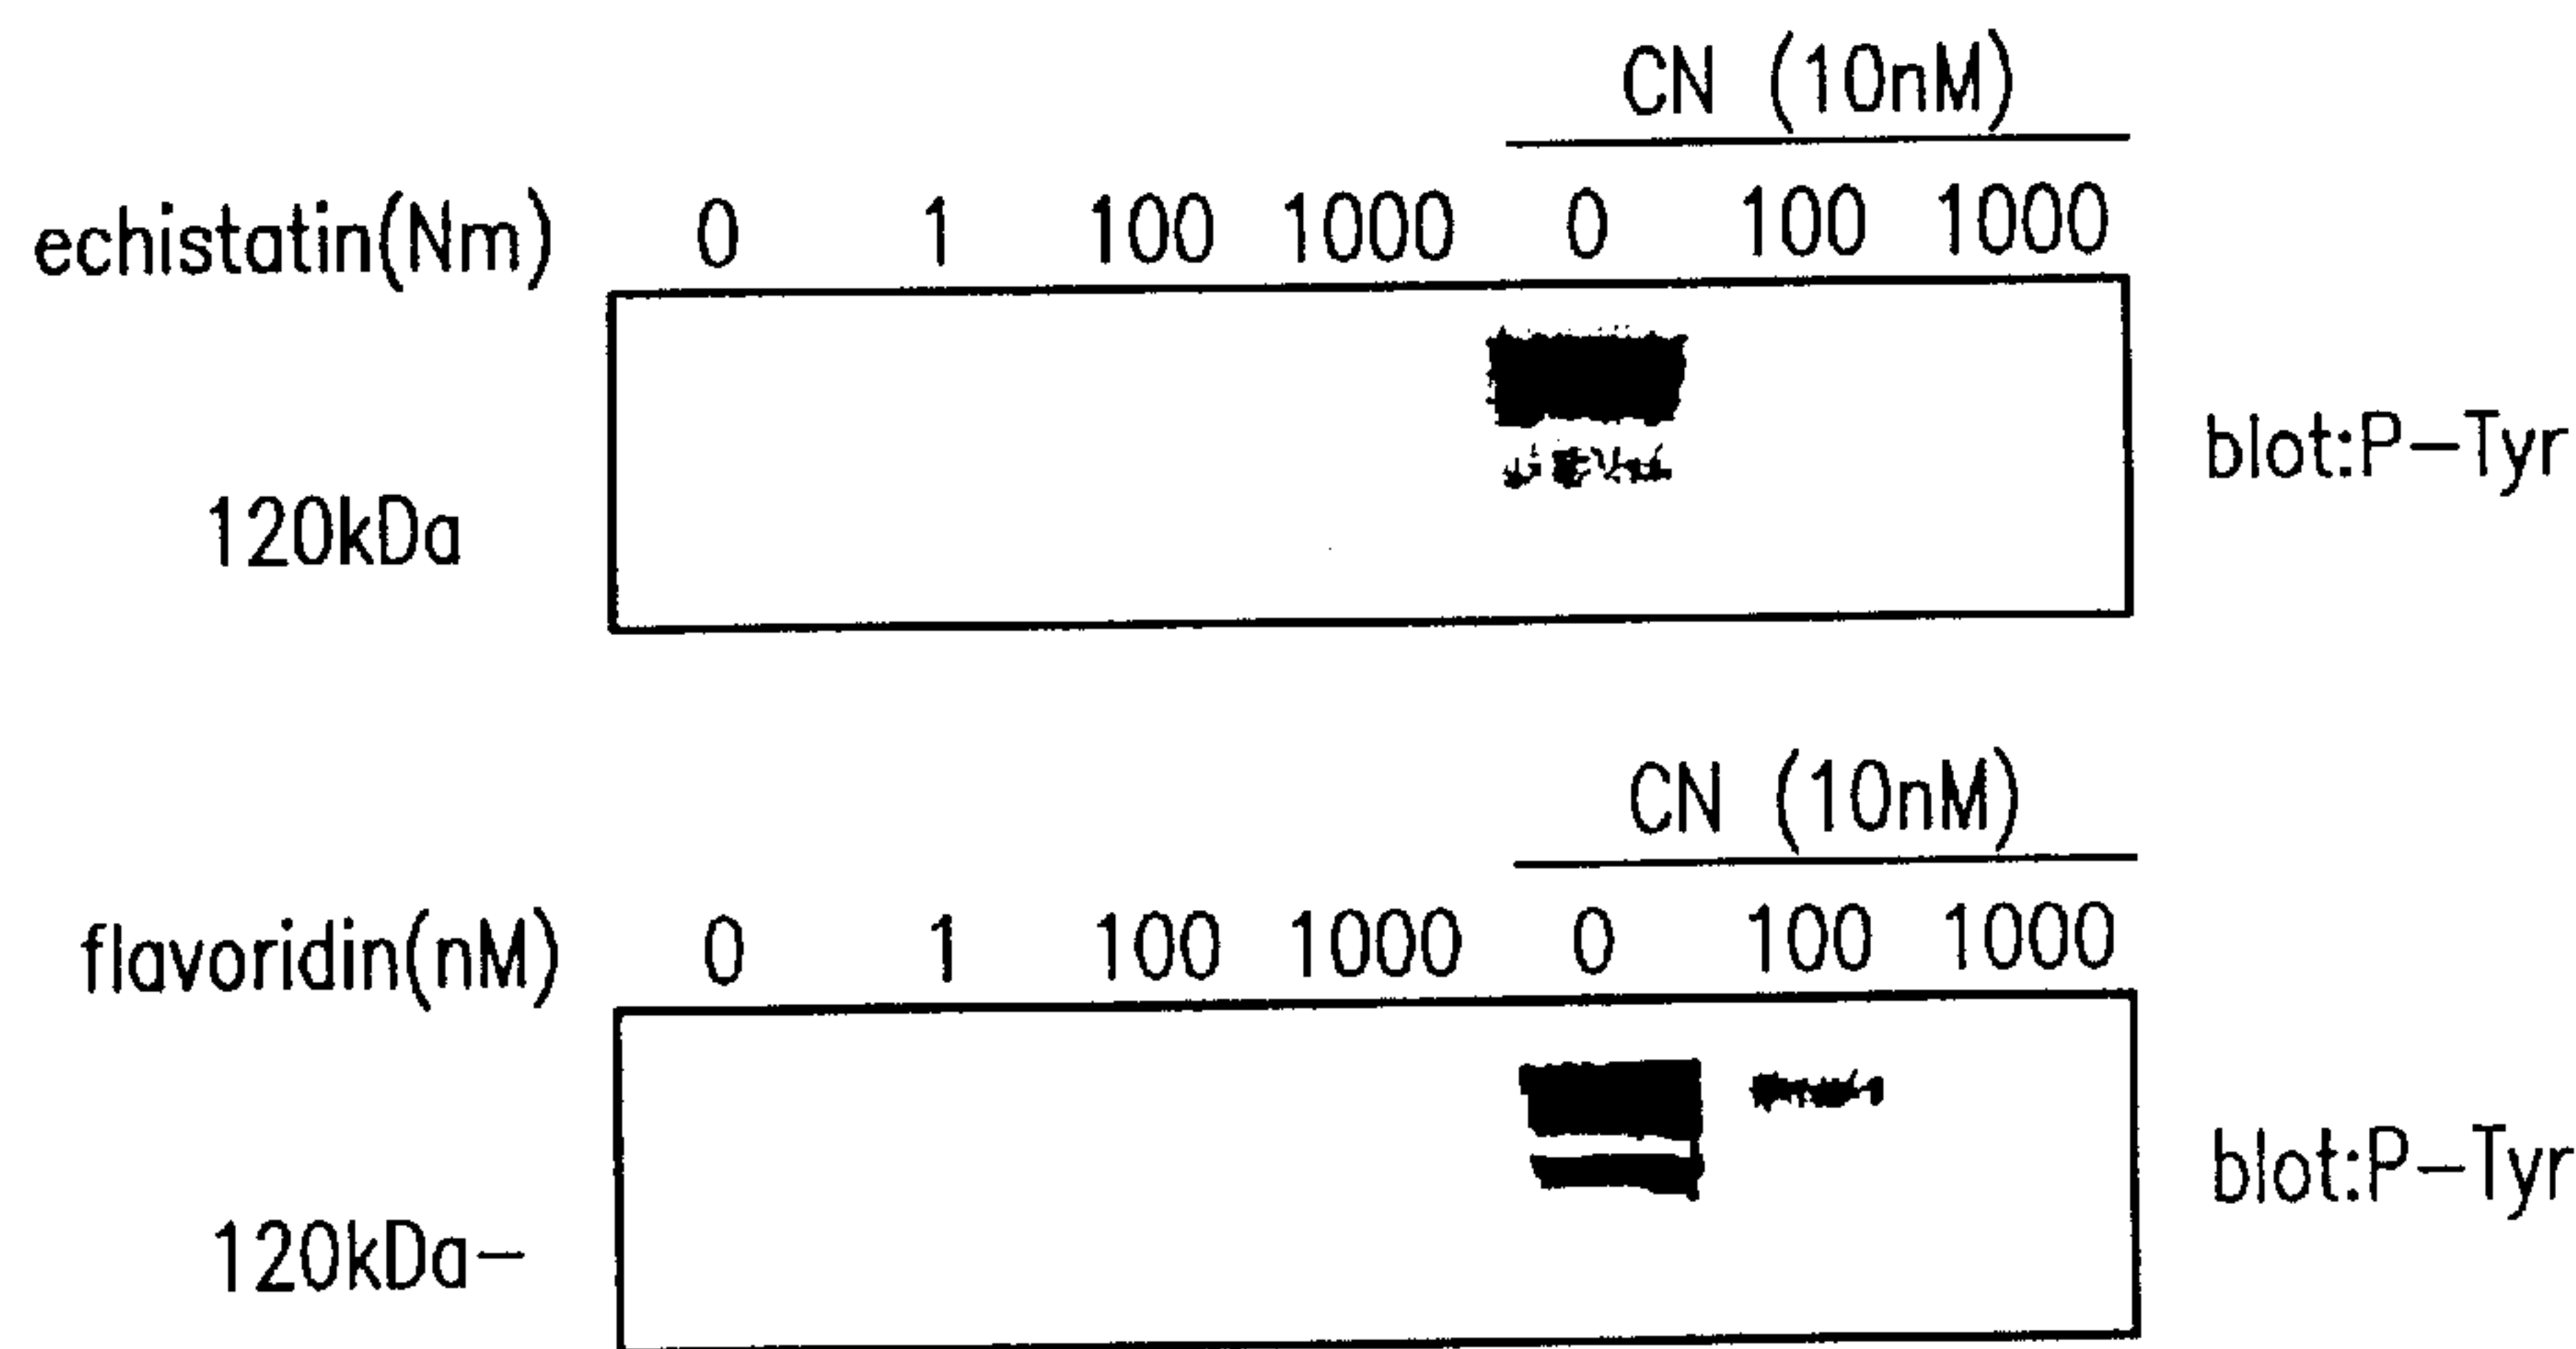 CN (10nM)
echistatin(Nm) 0 1 100 1000 0 100 1000
blot:P-Tyr
120kDa
CN (10nM)
flavoridin(nM) 0 1 100 1000 0 100 1000
blot:P-Tyr
120kDa-